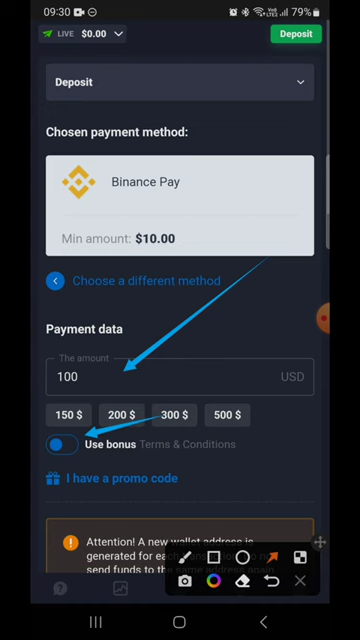 09:30
79%
LIVE $0.00
Deposit
Deposit
Chosen payment method:
Binance Pay
Min amount: $10.00
Choose a different method
Payment data
The amount
100 USD
150 $ 200 $ 300 $ 500 $
Use bonus Terms & Conditions
I have a promo code
Attention! A new wallet address is
generated for each
send funds to the same address again